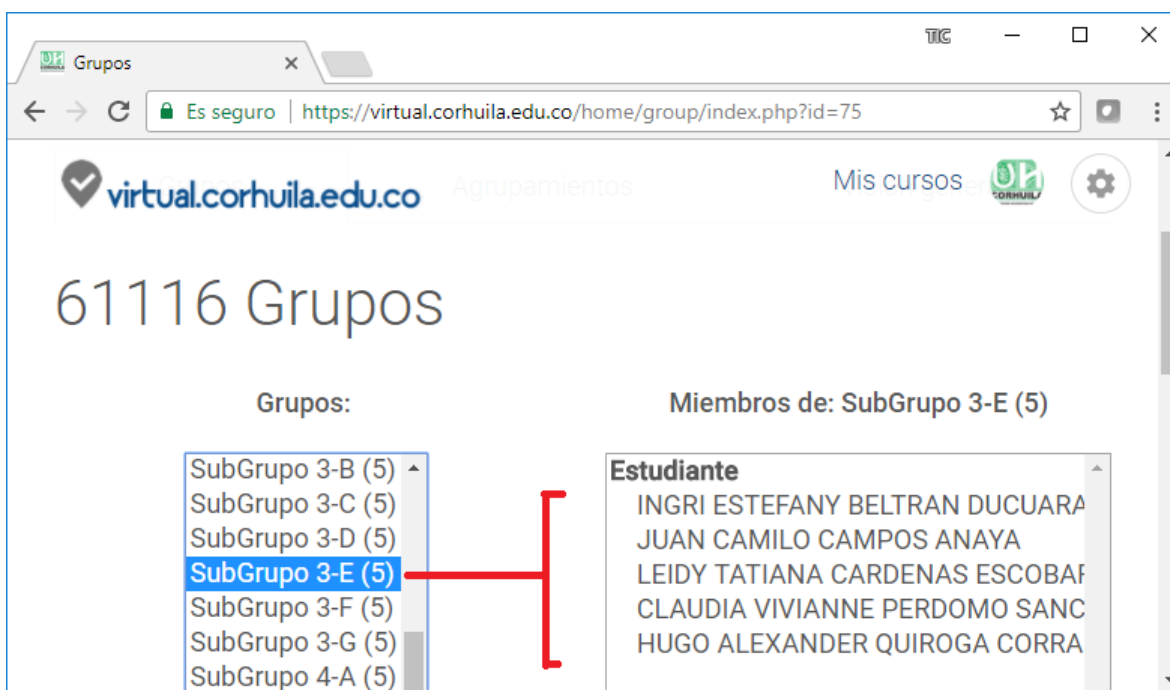 TIC
Grupos
Es seguro | https://virtual.corhuila.edu.co/home/group/index.php?id=75
virtual.corhuila.edu.co
Agrupamientos
Mis cursos
CORHUILA
61116 Grupos
Grupos:
SubGrupo 3-B (5)
SubGrupo 3-C (5)
SubGrupo 3-D (5)
SubGrupo 3-E (5)
SubGrupo 3-F (5)
SubGrupo 3-G (5)
SubGrupo 4-A (5)
Miembros de: SubGrupo 3-E (5)
Estudiante
INGRI ESTEFANY BELTRAN DUCUARA
JUAN CAMILO CAMPOS ANAYA
LEIDY TATIANA CARDENAS ESCOBAR
CLAUDIA VIVIANNE PERDOMO SANC
HUGO ALEXANDER QUIROGA CORRA